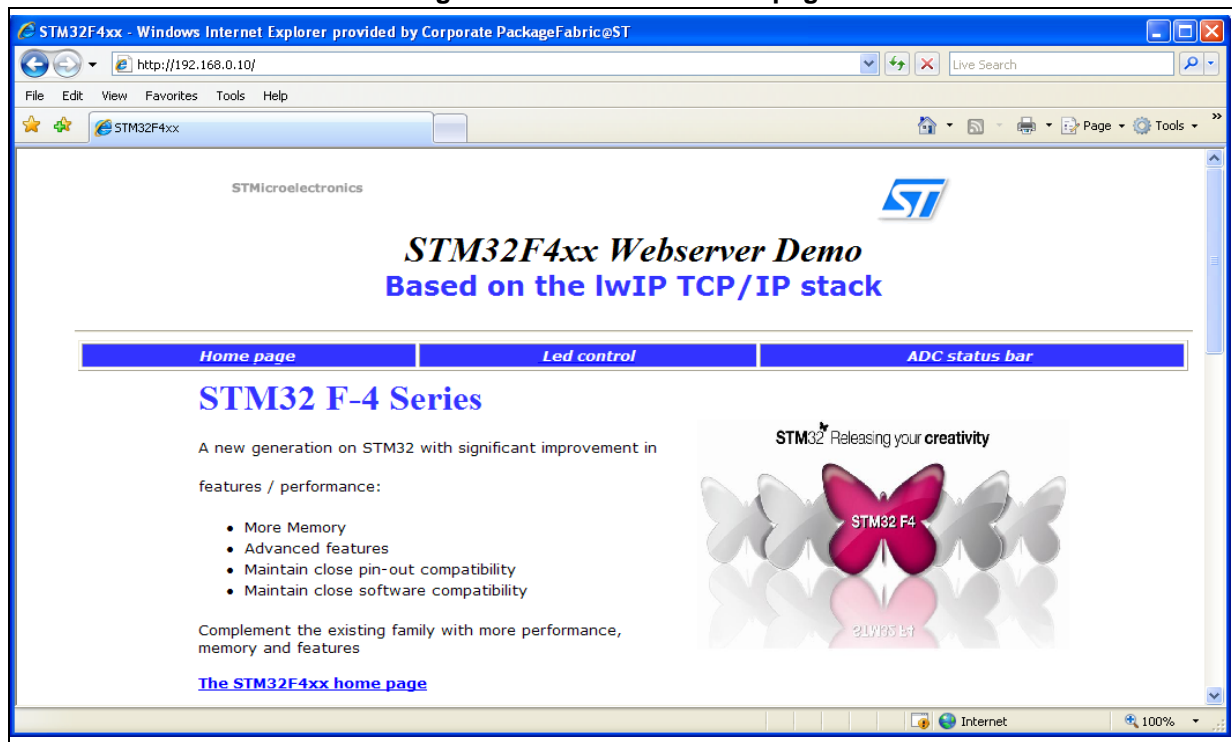 STM32F4xx - Windows Internet Explorer provided by Corporate PackageFabric@ST
http://192.168.0.10/
Live Search
File Edit View Favorites Tools Help
STM32F4xx
Page
Tools
STMicroelectronics
ST
STM32F4xx Webserver Demo
Based on the lwIP TCP/IP stack
Home page
Led control
ADC status bar
STM32 F-4 Series
A new generation on STM32 with significant improvement in
features / performance:
• More Memory
• Advanced features
• Maintain close pin-out compatibility
• Maintain close software compatibility
Complement the existing family with more performance,
memory and features
The STM32F4xx home page
STM32 Releasing your creativity
STM32 F4
Internet
100%